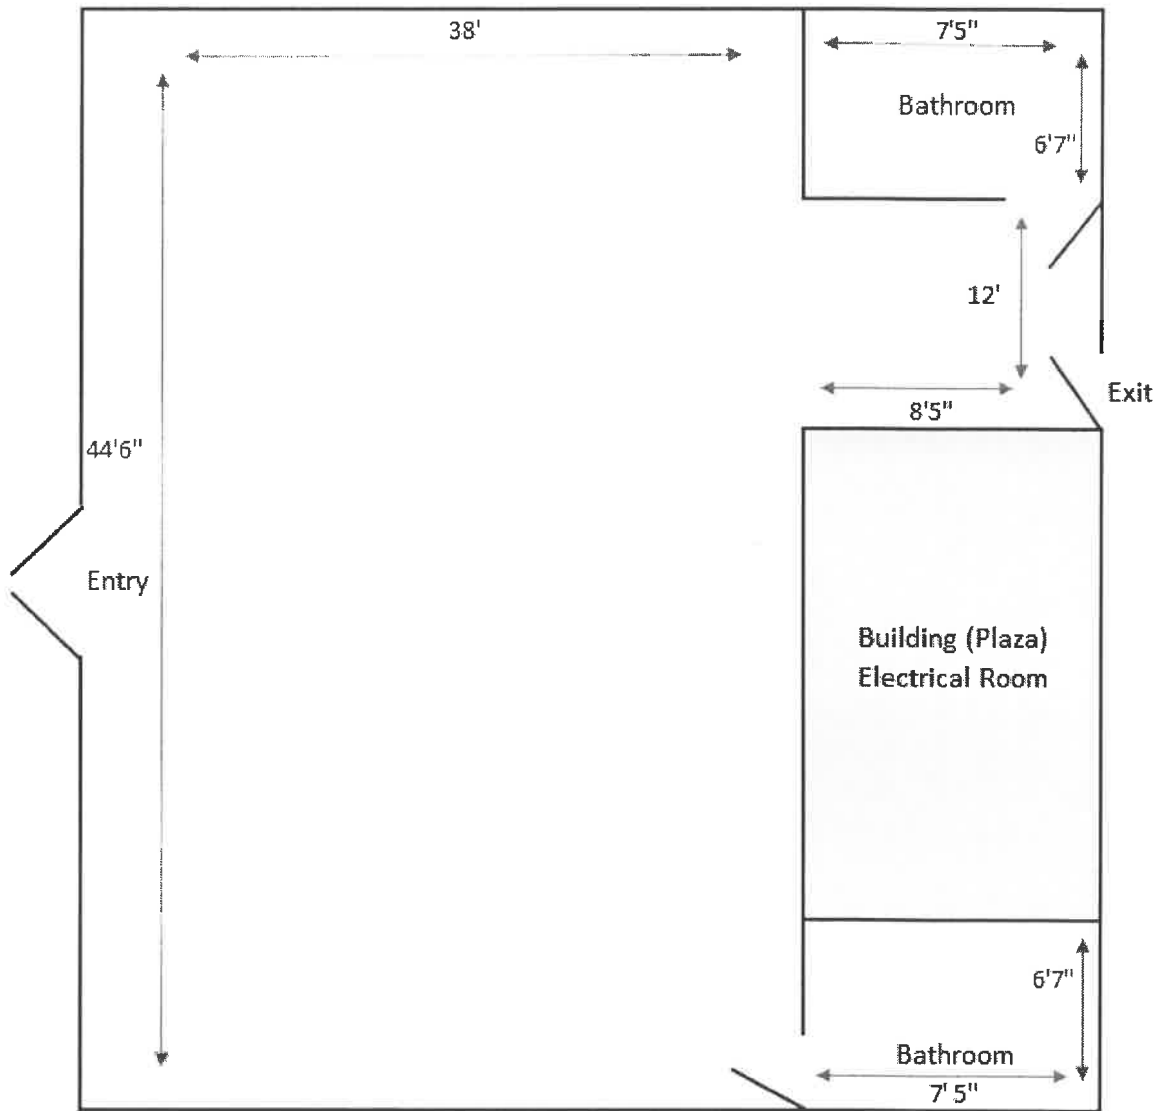 38'
7'5"
Bathroom
6'7"
12'
8'5"
Exit
44'6"
Entry
Building (Plaza)
Electrical Room
6'7"
Bathroom
7' 5"